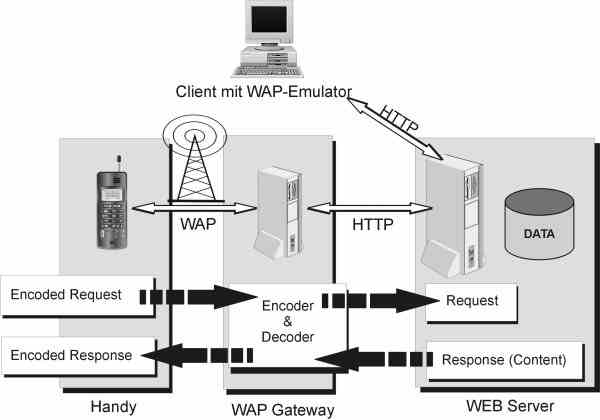 Client mit WAP-Emulator
HTTP
WAP
HTTP
DATA
Encoded Request
Encoder
&
Decoder
Request
Encoded Response
Response (Content)
Handy
WAP Gateway
WEB Server